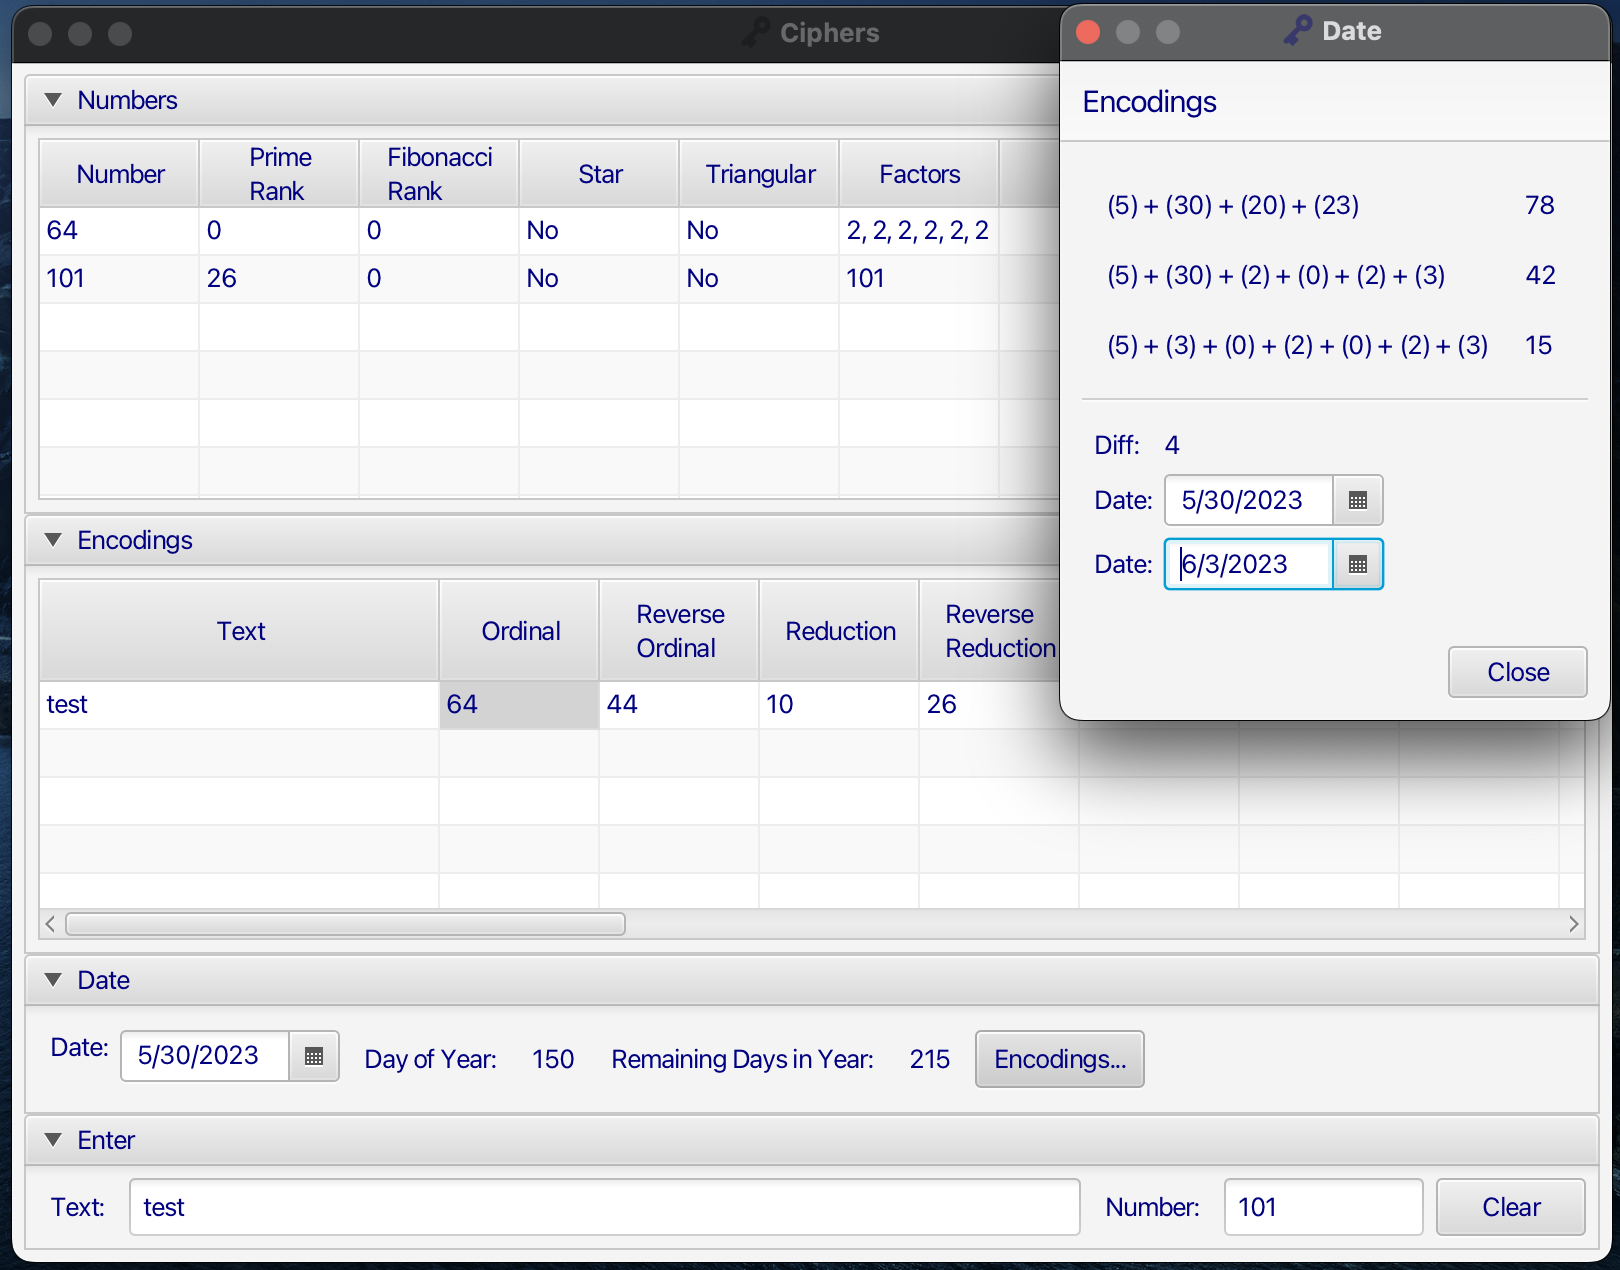 Ciphers
Numbers
Number Prime Rank Fibonacci Rank Star Triangular Factors
64 0 0 No No 2, 2, 2, 2, 2, 2
101 26 0 No No 101
Encodings
Text Ordinal Reverse Ordinal Reduction Reverse Reduction
test 64 44 10 26
Date
Date: 5/30/2023 Day of Year: 150 Remaining Days in Year: 215 Encodings...
Enter
Text: test Number: 101 Clear
Date
Encodings
(5) + (30) + (20) + (23) 78
(5) + (30) + (2) + (0) + (2) + (3) 42
(5) + (3) + (0) + (2) + (0) + (2) + (3) 15
Diff: 4
Date: 5/30/2023
Date: 6/3/2023
Close